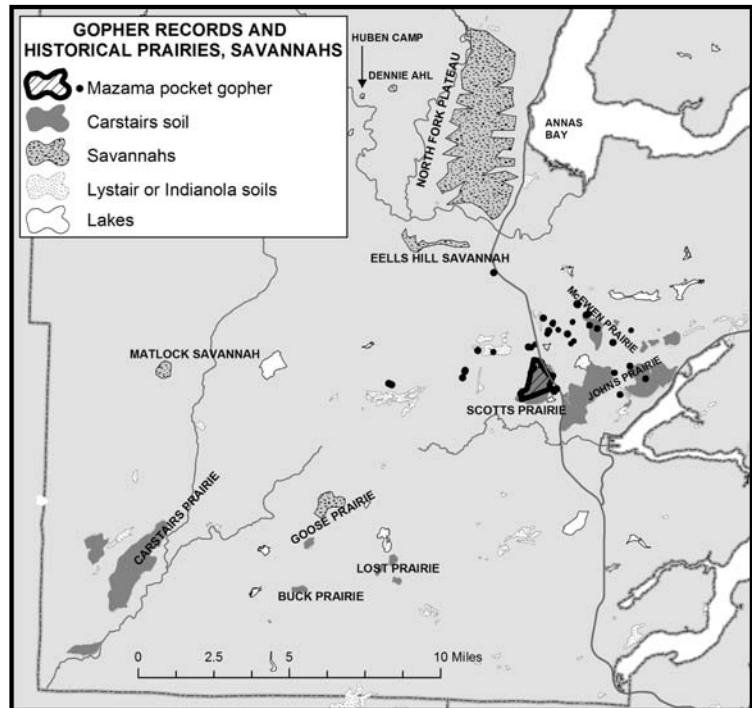 GOPHER RECORDS AND
HISTORICAL PRAIRIES, SAVANNAHS
Mazama pocket gopher
Carstairs soil
Savannahs
Lystair or Indianola soils
Lakes
HUBEN CAMP
DENNIE AHL
NORTH FORK PLATEAU
ANNAS
BAY
EELLS HILL SAVANNAH
McEWEN PRAIRIE
MATLOCK SAVANNAH
JOHNS PRAIRIE
SCOTTS PRAIRIE
CARSTAIRS PRAIRIE
GOOSE PRAIRIE
LOST PRAIRIE
BUCK PRAIRIE
0 2.5 5 10 Miles